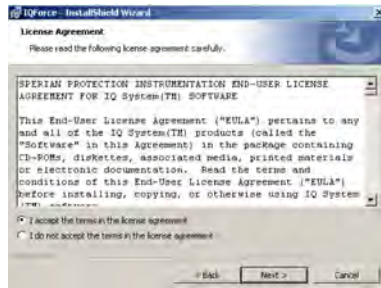 IQForce - InstallShield Wizard
License Agreement
Please read the following license agreement carefully.
SPERIAN PROTECTION INSTRUMENTATION END-USER LICENSE
AGREEMENT FOR IQ System(TM) SOFTWARE
This End-User License Agreement ("EULA") pertains to any
and all of the IQ System(TM) products (called the
"Software" in this Agreement) in the package containing
CD-ROMs, diskettes, associated media, printed materials
or electronic documentation. Read the terms and
conditions of this End-User License Agreement ("EULA")
before installing, copying, or otherwise using IQ System
(TM) software
I accept the terms in the license agreement
I do not accept the terms in the license agreement
< Back
Next >
Cancel